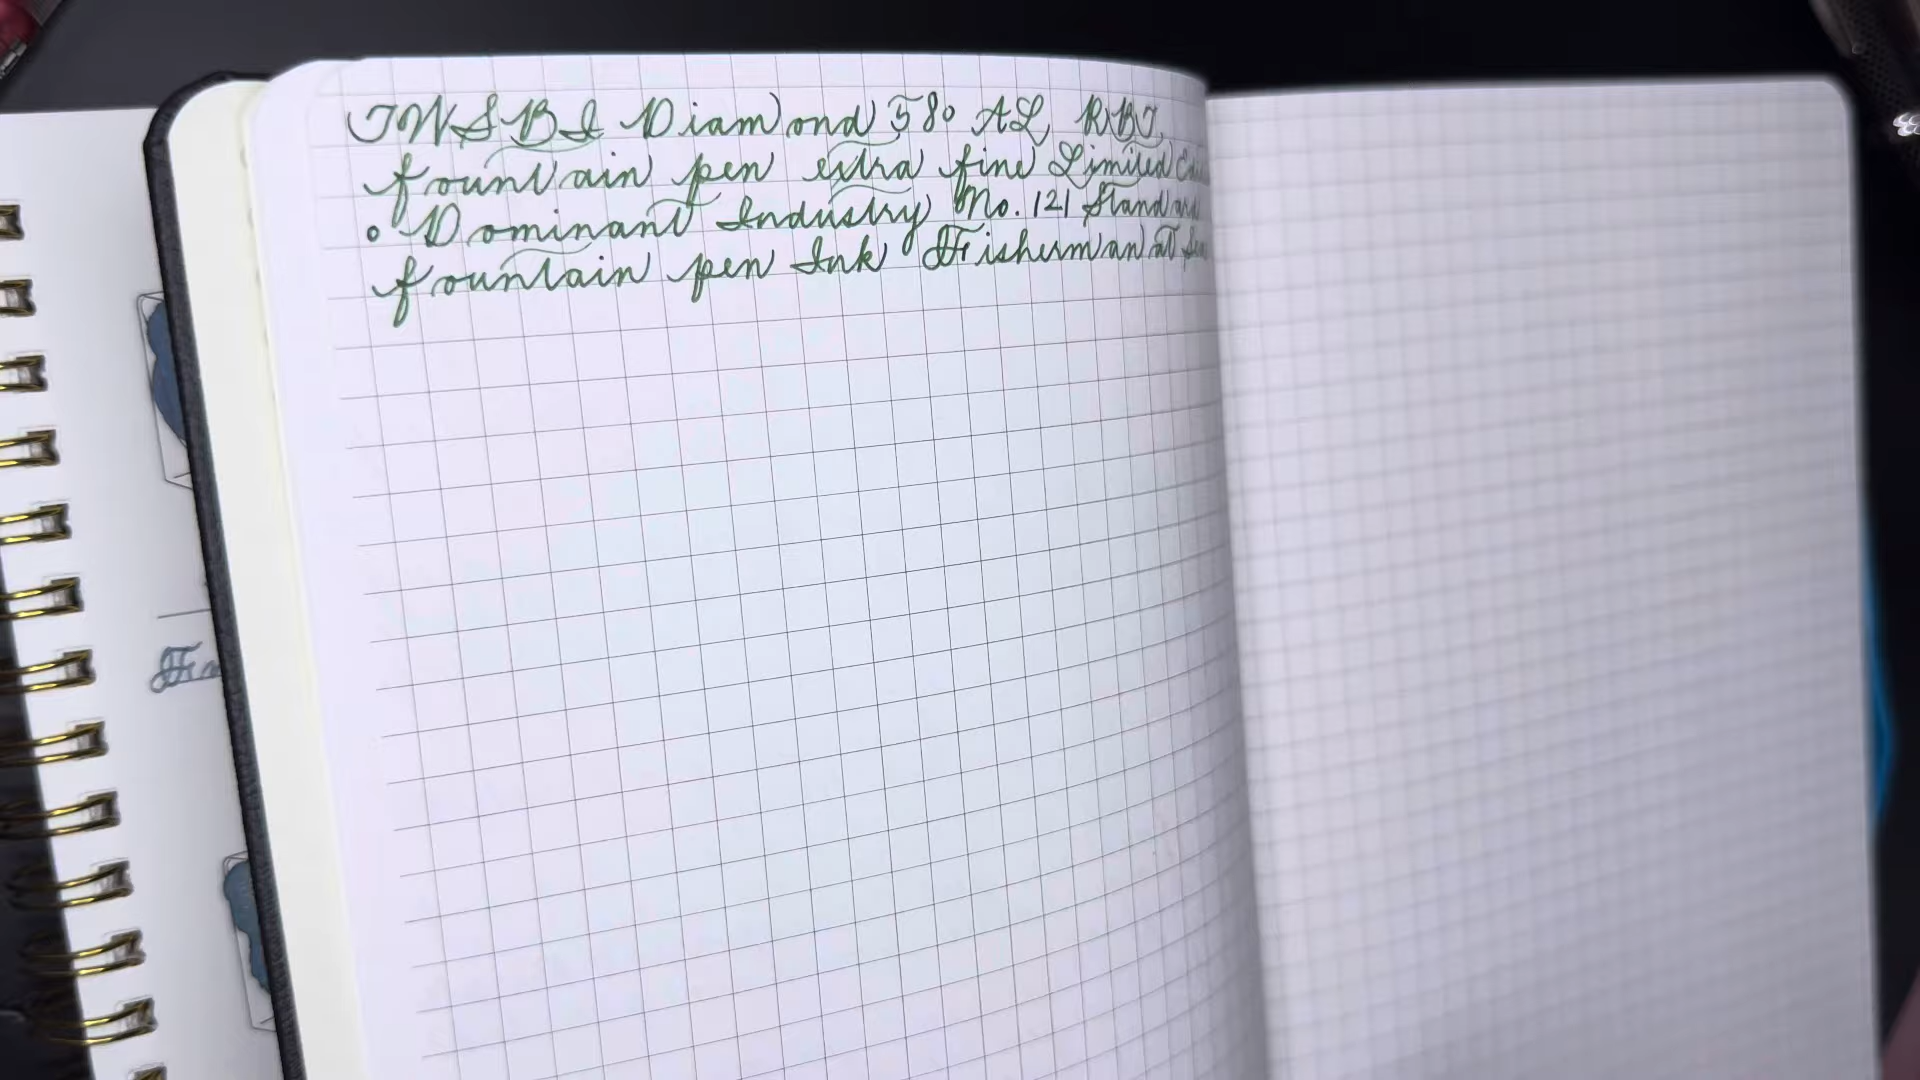 TWSBI Diamond 580 AL, RBT,
fountain pen extra fine Limited
• Dominant Industry No. 121 Standard
fountain pen Ink Fisherman at Sea